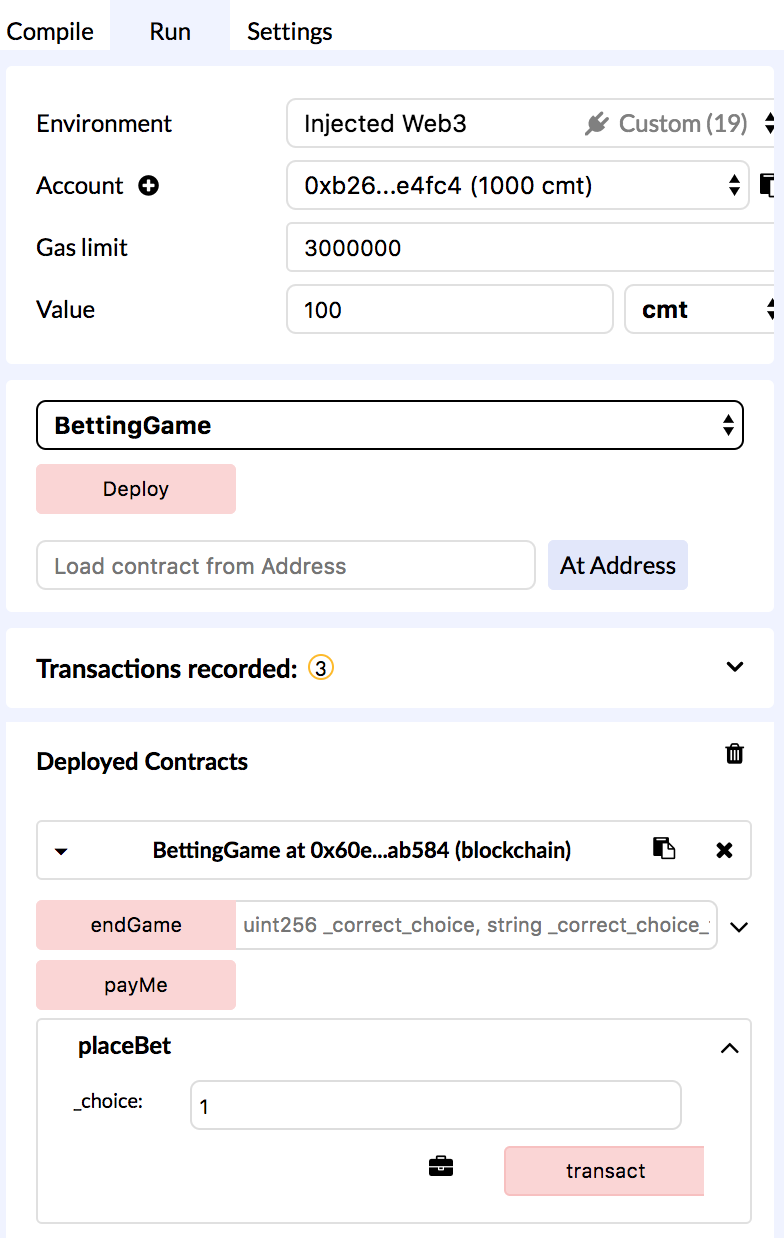 Compile Run Settings
Environment Injected Web3 Custom (19)
Account 0xb26...e4fc4 (1000 cmt)
Gas limit 3000000
Value 100 cmt
BettingGame
Deploy
Load contract from Address At Address
Transactions recorded: 3
Deployed Contracts
BettingGame at 0x60e...ab584 (blockchain)
endGame uint256 _correct_choice, string _correct_choice_
payMe
placeBet
_choice: 1
transact